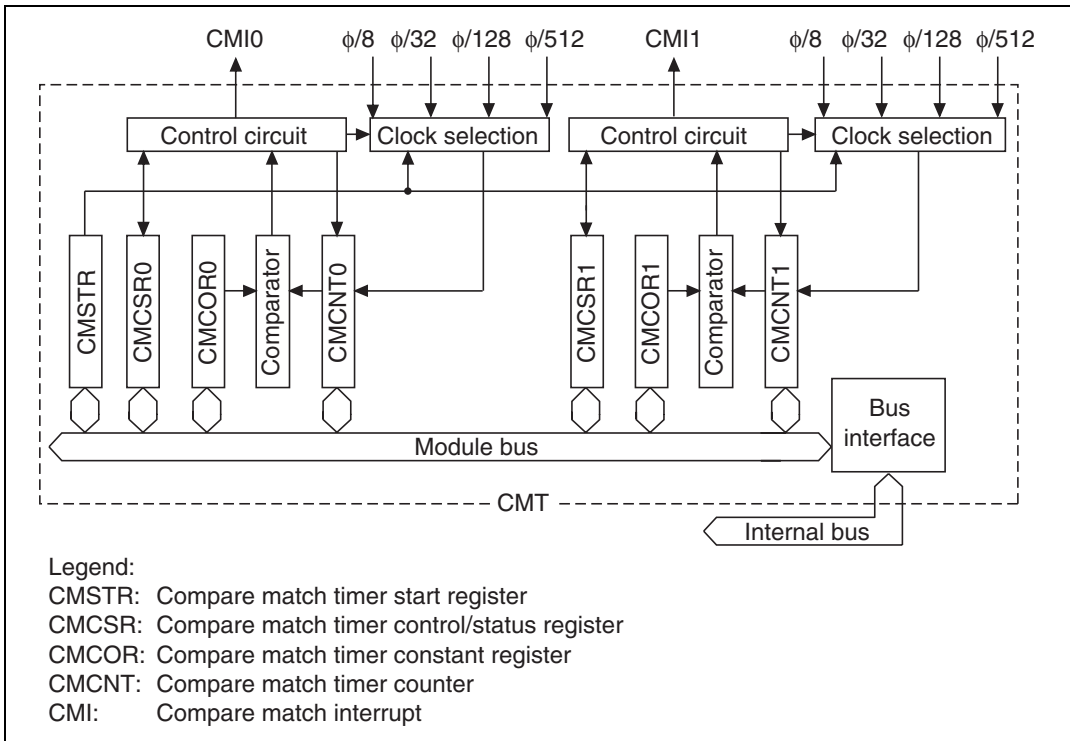 CMI0 ϕ/8 ϕ/32 ϕ/128 ϕ/512 CMI1 ϕ/8 ϕ/32 ϕ/128 ϕ/512
Control circuit Clock selection Control circuit Clock selection
CMSTR CMCSR0 CMCOR0 Comparator CMCNT0 CMCSR1 CMCOR1 Comparator CMCNT1
Bus
interface
Module bus
CMT
Internal bus
Legend:
CMSTR: Compare match timer start register
CMCSR: Compare match timer control/status register
CMCOR: Compare match timer constant register
CMCNT: Compare match timer counter
CMI: Compare match interrupt